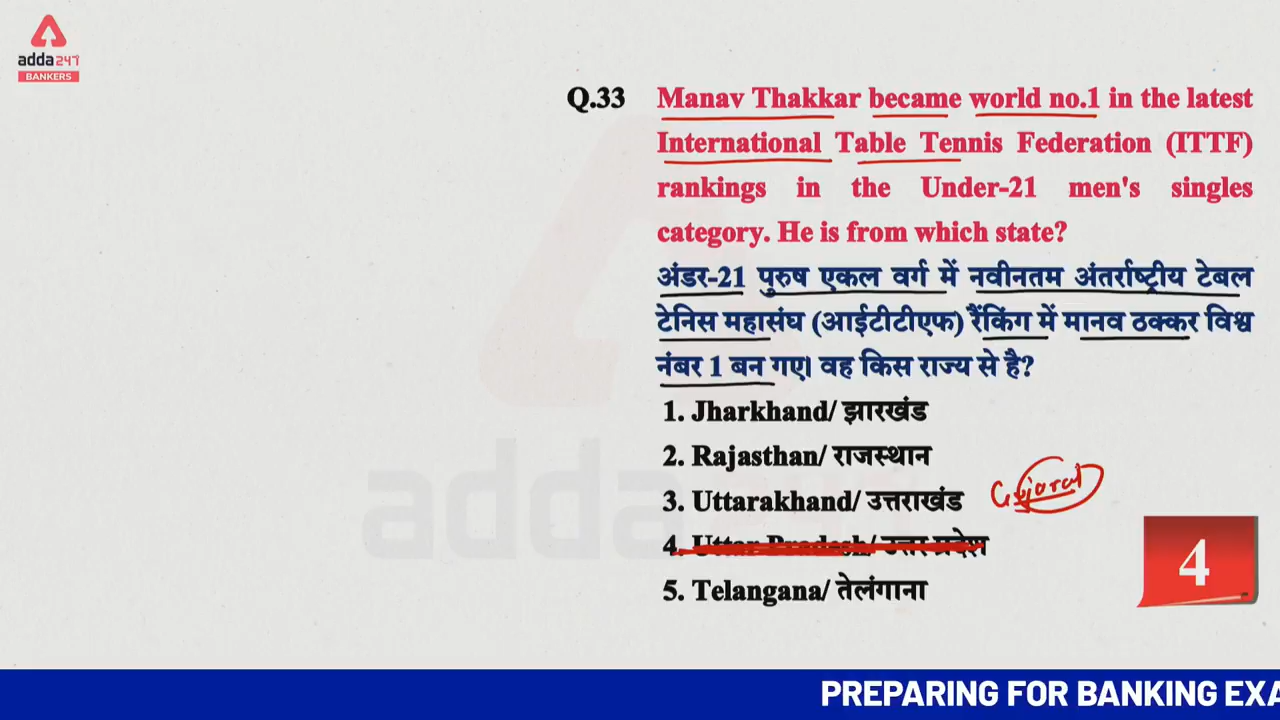 adda247
BANKERS
Q.33 Manav Thakkar became world no.1 in the latest
International Table Tennis Federation (ITTF)
rankings in the Under-21 men's singles
category. He is from which state?
अंडर-21 पुरुष एकल वर्ग में नवीनतम अंतर्राष्ट्रीय टेबल
टेनिस महासंघ (आईटीटीएफ) रैंकिंग में मानव ठक्कर विश्व
नंबर 1 बन गए। वह किस राज्य से है?
1. Jharkhand/ झारखंड
2. Rajasthan/ राजस्थान
3. Uttarakhand/ उत्तराखंड
Gujarat
4. Uttar Pradesh/ उत्तर प्रदेश
5. Telangana/ तेलंगाना
4
adda247
PREPARING FOR BANKING EXA